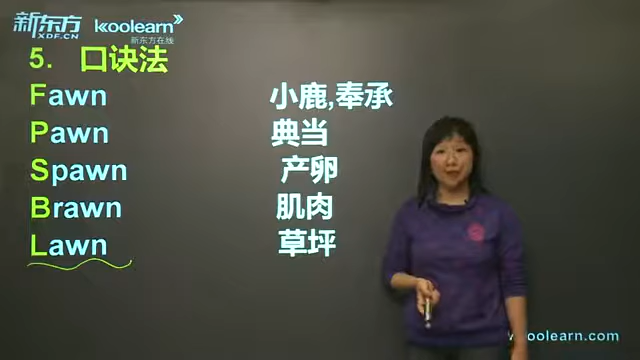 新东方 koolearn
XDF.CN 新东方在线
5. 口诀法
Fawn 小鹿,奉承
Pawn 典当
Spawn 产卵
Brawn 肌肉
Lawn 草坪
koolearn.com